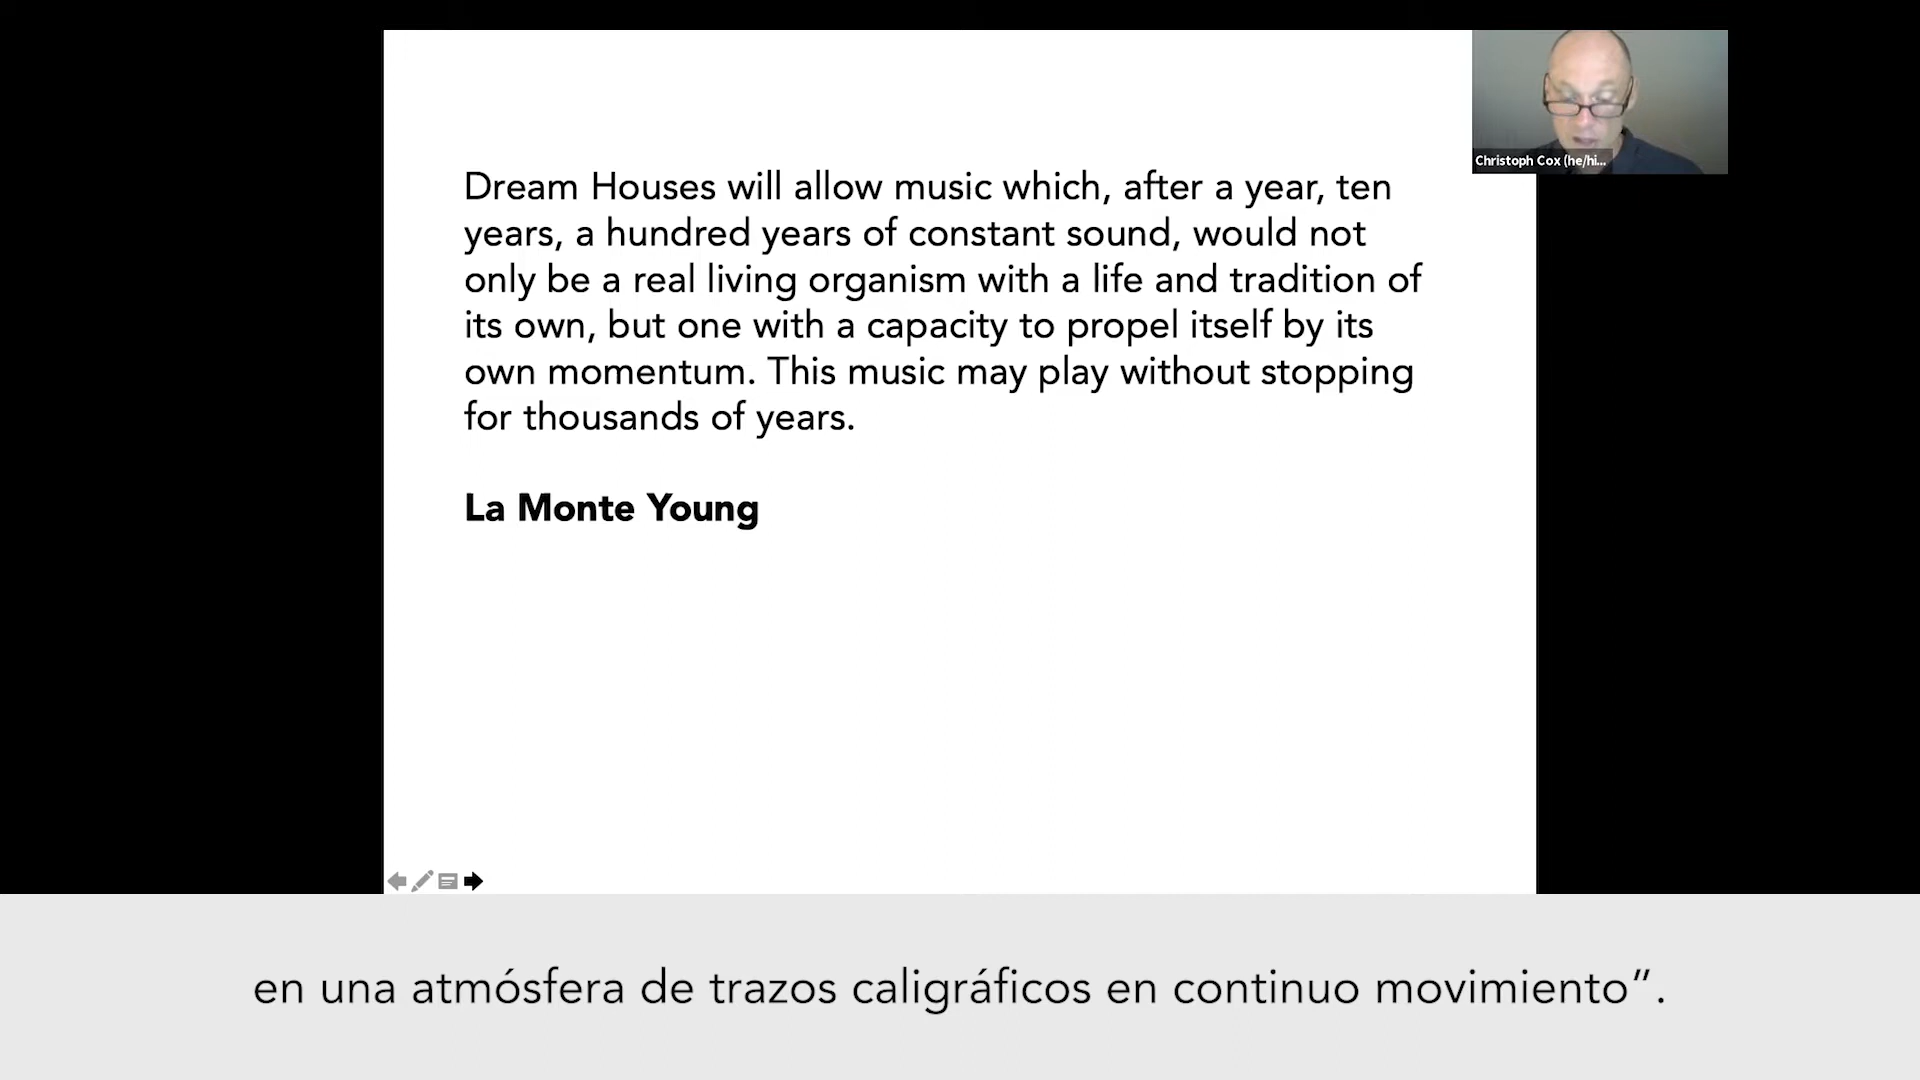 Dream Houses will allow music which, after a year, ten
years, a hundred years of constant sound, would not
only be a real living organism with a life and tradition of
its own, but one with a capacity to propel itself by its
own momentum. This music may play without stopping
for thousands of years.
La Monte Young
Christoph Cox (he/hi...
en una atmósfera de trazos caligráficos en continuo movimiento”.